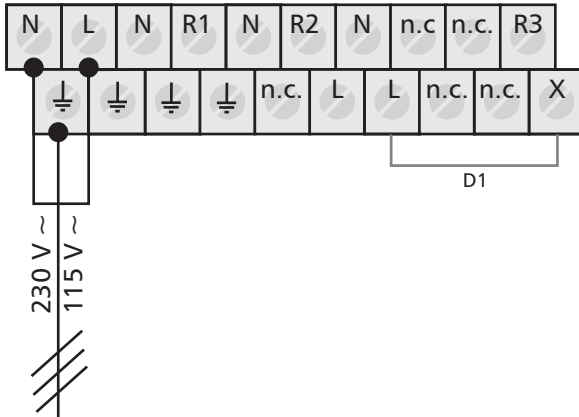 N L N R1 N R2 N n.c n.c. R3
n.c. L L n.c. n.c. X
D1
230 V ~
115 V ~